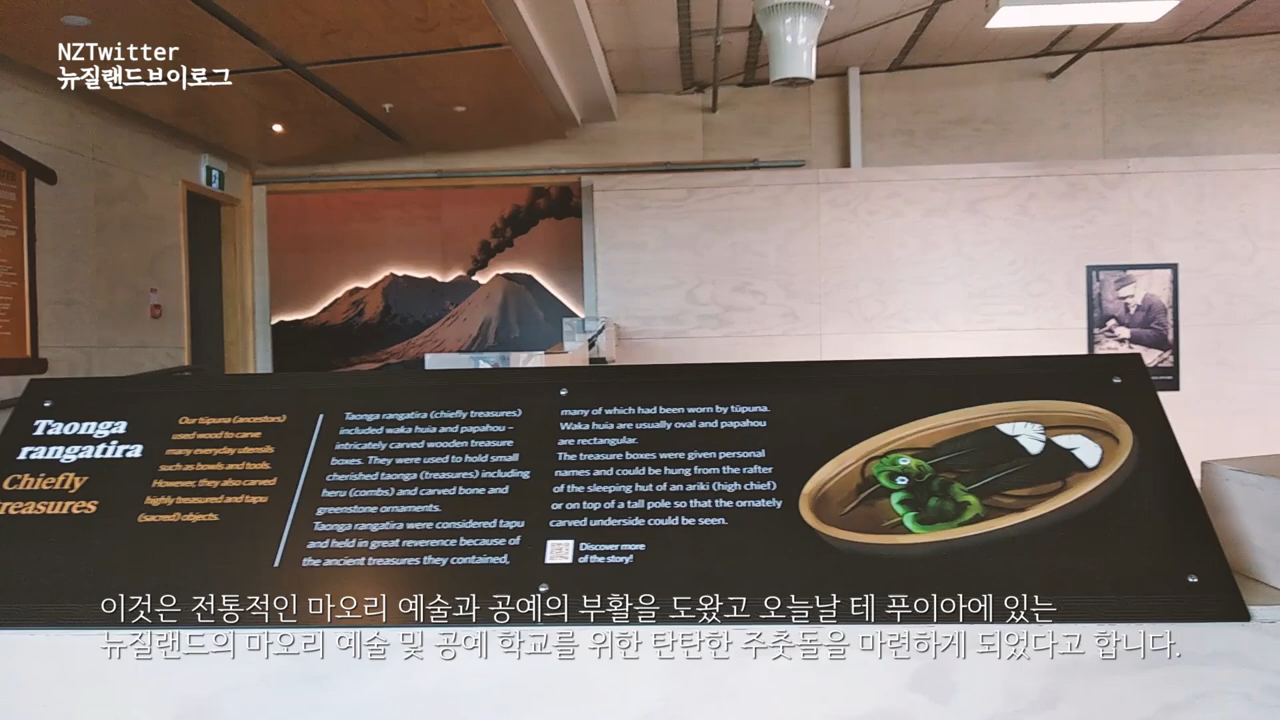 NZTwitter
뉴질랜드브이로그
Taonga
rangatira
Chiefly
reasures
Our tūpuna (ancestors)
used wood to carve
many everyday utensils
such as bowls and tools.
However, they also carved
highly treasured and tapu
(sacred) objects.
Taonga rangatira (chiefly treasures)
included waka huia and papahou –
intricately carved wooden treasure
boxes. They were used to hold small
cherished taonga (treasures) including
heru (combs) and carved bone and
greenstone ornaments.
Taonga rangatira were considered tapu
and held in great reverence because of
the ancient treasures they contained,
many of which had been worn by tūpuna.
Waka huia are usually oval and papahou
are rectangular.
The treasure boxes were given personal
names and could be hung from the rafter
of the sleeping hut of an ariki (high chief)
or on top of a tall pole so that the ornately
carved underside could be seen.
Discover more
of the story!
이것은 전통적인 마오리 예술과 공예의 부활을 도왔고 오늘날 테 푸이아에 있는
뉴질랜드의 마오리 예술 및 공예 학교를 위한 탄탄한 주춧돌을 마련하게 되었다고 합니다.